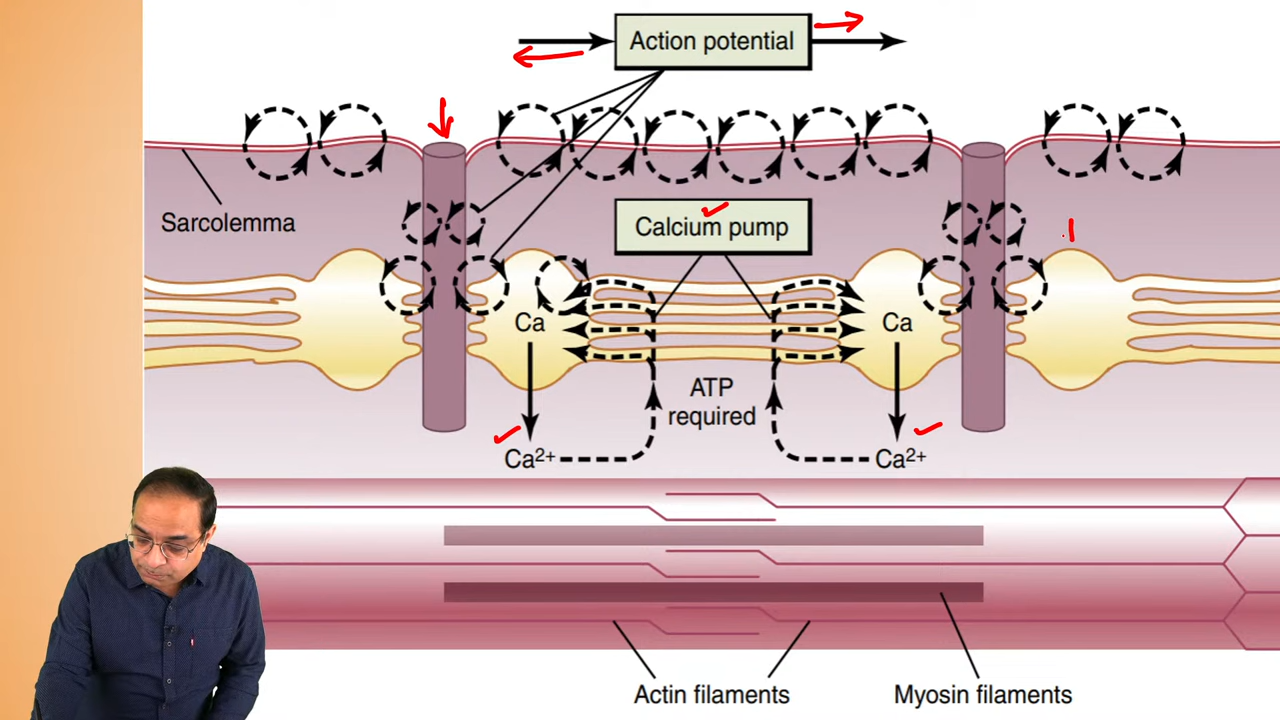 Action potential
Sarcolemma
Calcium pump
Ca
Ca
ATP
required
Ca²⁺
Ca²⁺
Actin filaments
Myosin filaments